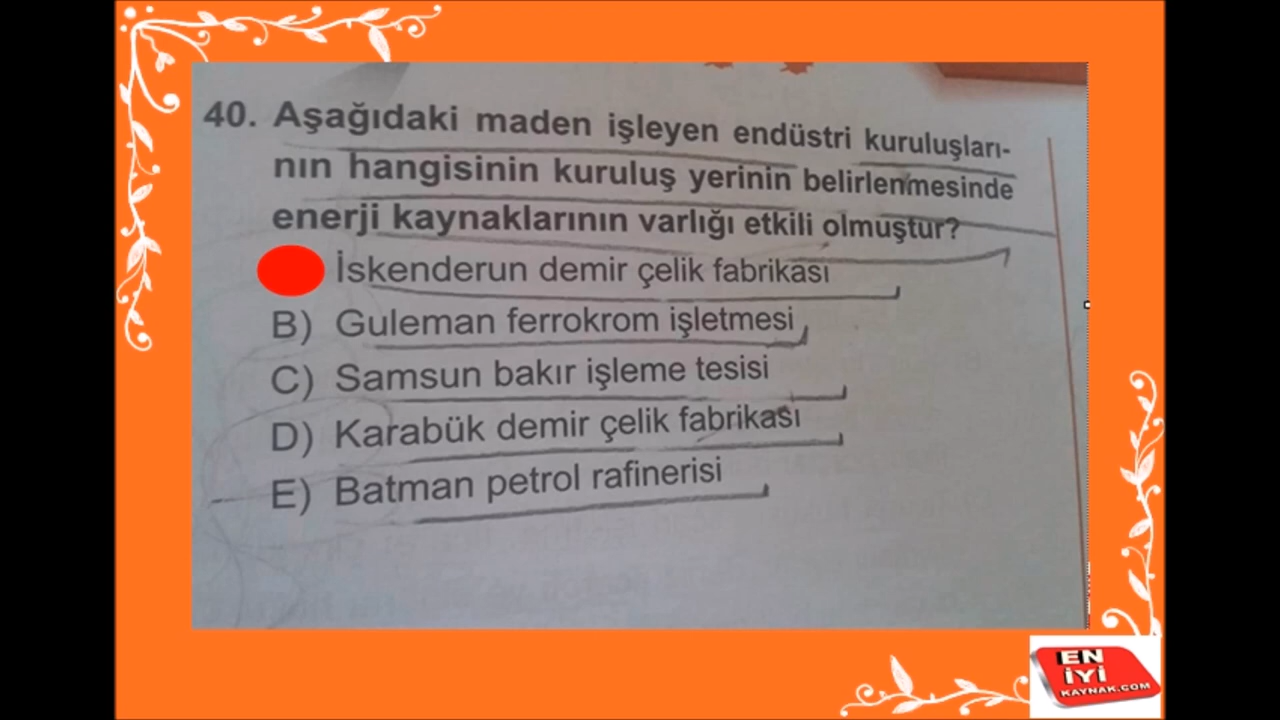 40. Aşağıdaki maden işleyen endüstri kuruluşları-
nın hangisinin kuruluş yerinin belirlenmesinde
enerji kaynaklarının varlığı etkili olmuştur?
İskenderun demir çelik fabrikası
B) Guleman ferrokrom işletmesi
C) Samsun bakır işleme tesisi
D) Karabük demir çelik fabrikası
E) Batman petrol rafinerisi
EN
İYİ
KAYNAK.COM